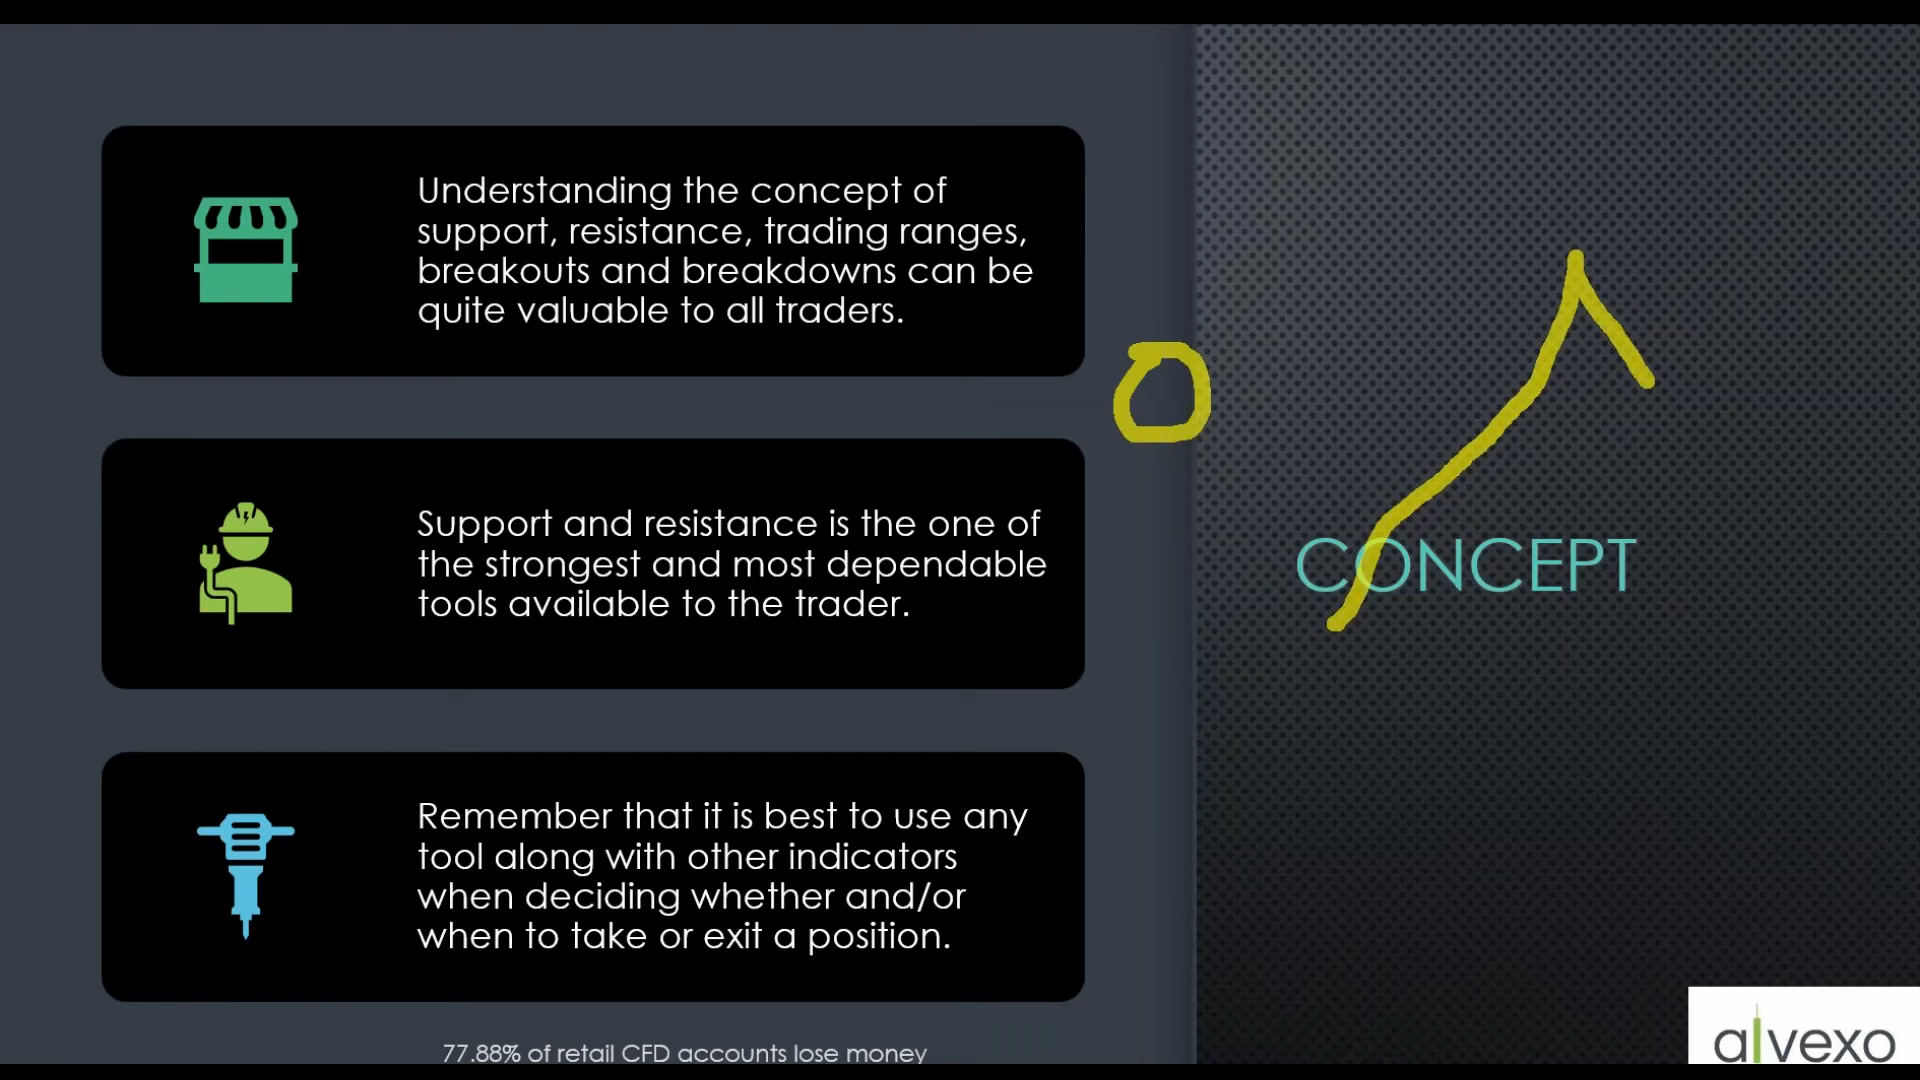 Understanding the concept of
support, resistance, trading ranges,
breakouts and breakdowns can be
quite valuable to all traders.
Support and resistance is the one of
the strongest and most dependable
tools available to the trader.
Remember that it is best to use any
tool along with other indicators
when deciding whether and/or
when to take or exit a position.
77.88% of retail CFD accounts lose money
CONCEPT
alvexo